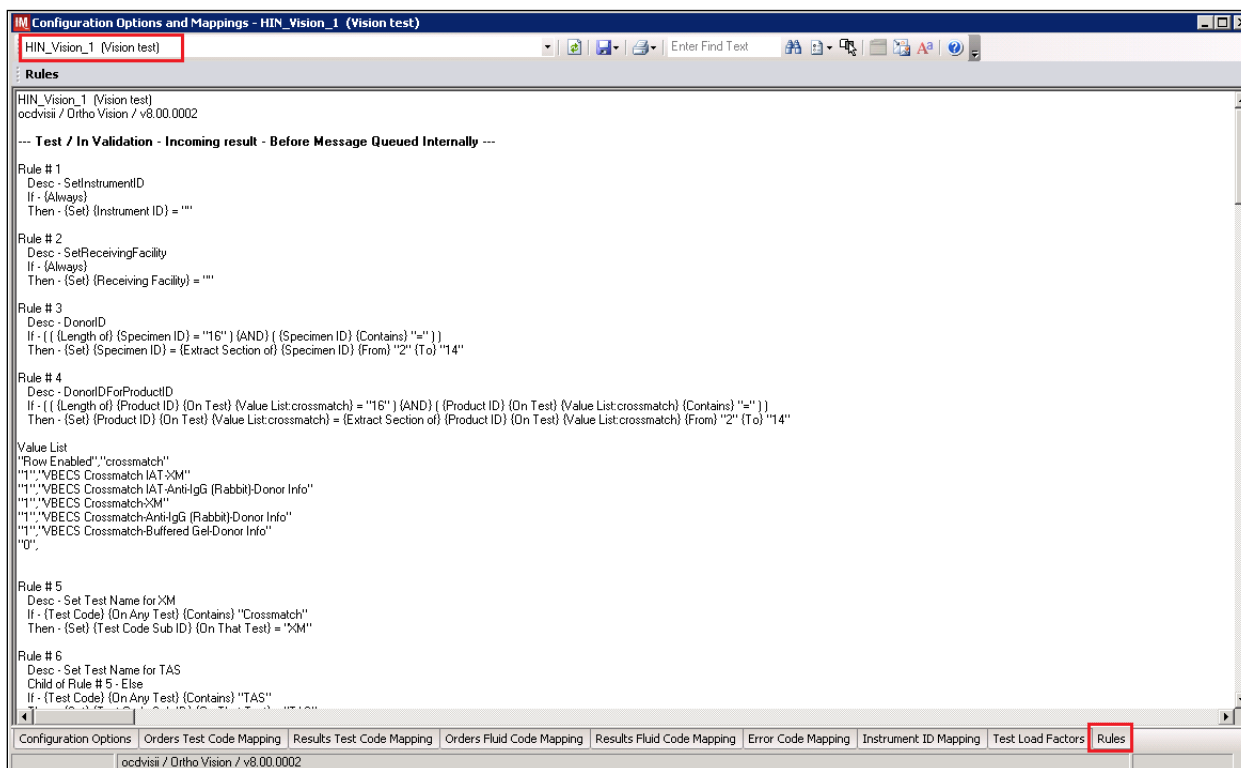 IM Configuration Options and Mappings - HIN_Vision_1 (Vision test)
HIN_Vision_1 (Vision test)
Enter Find Text
Rules
HIN_Vision_1 (Vision test)
ocdvisii / Ortho Vision / v8.00.0002
--- Test / In Validation - Incoming result - Before Message Queued Internally ---
Rule # 1
Desc - SetInstrumentID
If - {Always}
Then - {Set} {Instrument ID} = ""
Rule # 2
Desc - SetReceivingFacility
If - {Always}
Then - {Set} {Receiving Facility} = ""
Rule # 3
Desc - DonorID
If - ( ( {Length of} {Specimen ID} = "16" ) {AND} ( {Specimen ID} {Contains} "=" ) )
Then - {Set} {Specimen ID} = {Extract Section of} {Specimen ID} {From} "2" {To} "14"
Rule # 4
Desc - DonorIDForProductID
If - ( ( {Length of} {Product ID} {On Test} {Value List:crossmatch} = "16" ) {AND} ( {Product ID} {On Test} {Value List:crossmatch} {Contains} "=" ) )
Then - {Set} {Product ID} {On Test} {Value List:crossmatch} = {Extract Section of} {Product ID} {On Test} {Value List:crossmatch} {From} "2" {To} "14"
Value List
"Row Enabled","crossmatch"
"1","VBECS Crossmatch IAT-XM"
"1","VBECS Crossmatch IAT-Anti-IgG (Rabbit)-Donor Info"
"1","VBECS Crossmatch-XM"
"1","VBECS Crossmatch-Anti-IgG (Rabbit)-Donor Info"
"1","VBECS Crossmatch-Buffered Gel-Donor Info"
"0",
Rule # 5
Desc - Set Test Name for XM
If - {Test Code} {On Any Test} {Contains} "Crossmatch"
Then - {Set} {Test Code Sub ID} {On That Test} = "XM"
Rule # 6
Desc - Set Test Name for TAS
Child of Rule # 5 - Else
If - {Test Code} {On Any Test} {Contains} "TAS"
Configuration Options Orders Test Code Mapping Results Test Code Mapping Orders Fluid Code Mapping Results Fluid Code Mapping Error Code Mapping Instrument ID Mapping Test Load Factors Rules
ocdvisii / Ortho Vision / v8.00.0002